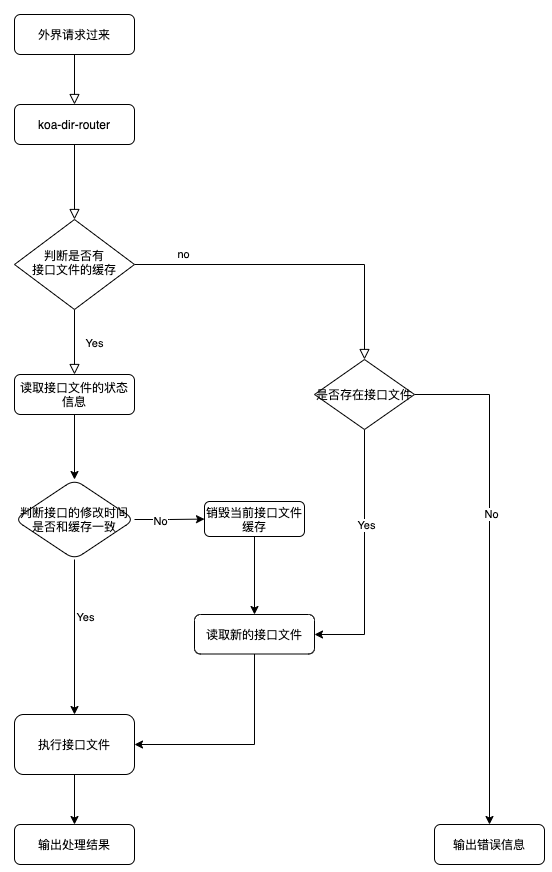 外界请求过来
koa-dir-router
判断是否有
接口文件的缓存
no
Yes
读取接口文件的状态
信息
是否存在接口文件
判断接口的修改时间
是否和缓存一致
No
销毁当前接口文件
缓存
Yes
No
Yes
读取新的接口文件
执行接口文件
输出处理结果
输出错误信息